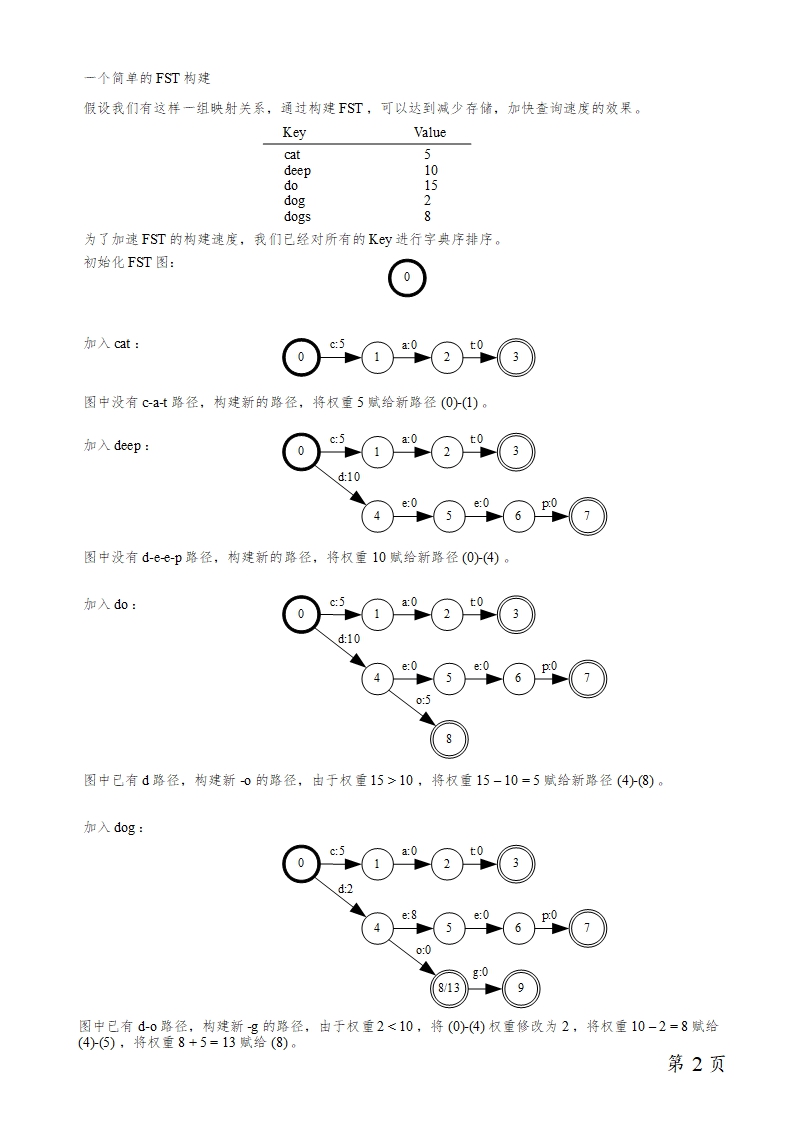 一个简单的 FST 构建
假设我们有这样一组映射关系，通过构建 FST ，可以达到减少存储，加快查询速度的效果。
Key Value
cat 5
deep 10
do 15
dog 2
dogs 8
为了加速 FST 的构建速度，我们已经对所有的 Key 进行字典序排序。
初始化 FST 图：
0
加入 cat ：
c:5 a:0 t:0
0 1 2 3
图中没有 c-a-t 路径，构建新的路径，将权重 5 赋给新路径 (0)-(1) 。
加入 deep ：
c:5 a:0 t:0
0 1 2 3
d:10
e:0 e:0 p:0
4 5 6 7
图中没有 d-e-e-p 路径，构建新的路径，将权重 10 赋给新路径 (0)-(4) 。
加入 do ：
c:5 a:0 t:0
0 1 2 3
d:10
e:0 e:0 p:0
4 5 6 7
o:5
8
图中已有 d 路径，构建新 -o 的路径，由于权重 15 > 10 ，将权重 15 – 10 = 5 赋给新路径 (4)-(8) 。
加入 dog ：
c:5 a:0 t:0
0 1 2 3
d:2
e:8 e:0 p:0
4 5 6 7
o:0
g:0
8/13 9
图中已有 d-o 路径，构建新 -g 的路径，由于权重 2 < 10 ，将 (0)-(4) 权重修改为 2 ，将权重 10 – 2 = 8 赋给
(4)-(5) ，将权重 8 + 5 = 13 赋给 (8) 。
第 2 页